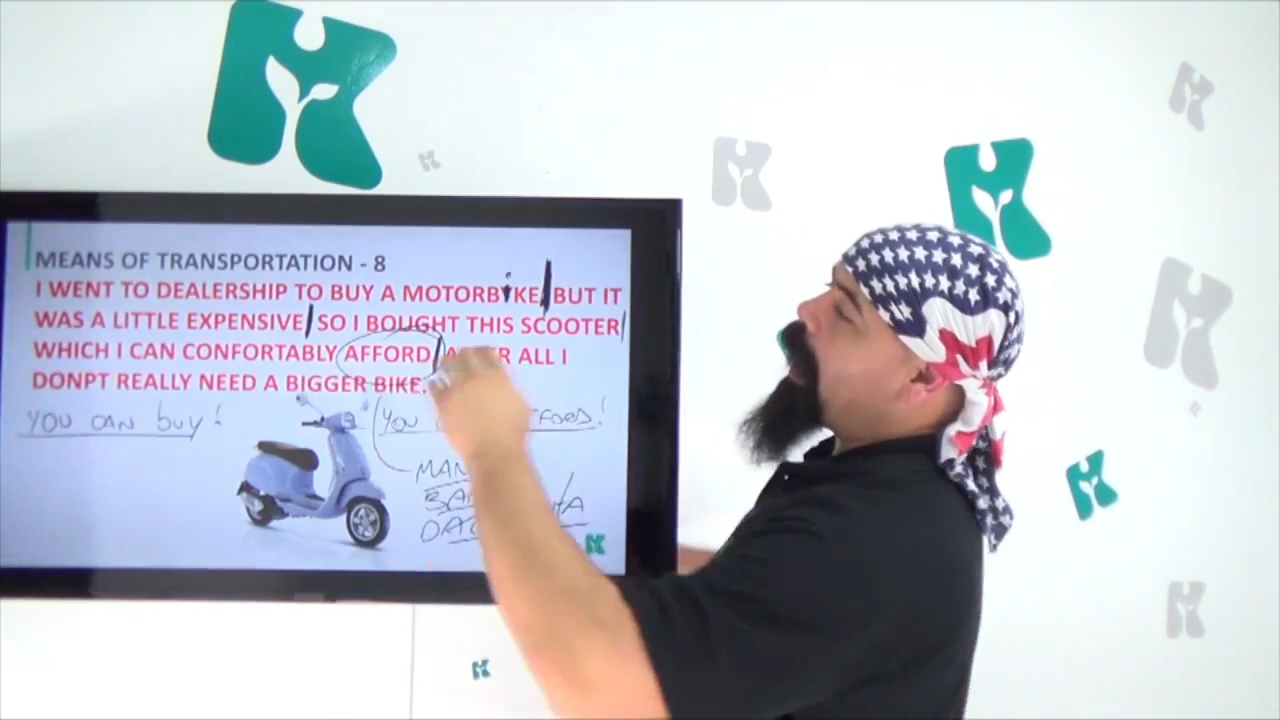 MEANS OF TRANSPORTATION - 8
I WENT TO DEALERSHIP TO BUY A MOTORBiKE BUT IT
WAS A LITTLE EXPENSIVE SO I BOUGHT THIS SCOOTER
WHICH I CAN CONFORTABLY AFFORD ALL I
DONPT REALLY NEED A BIGGER BIKE.
YOU CAN buy!
YOU